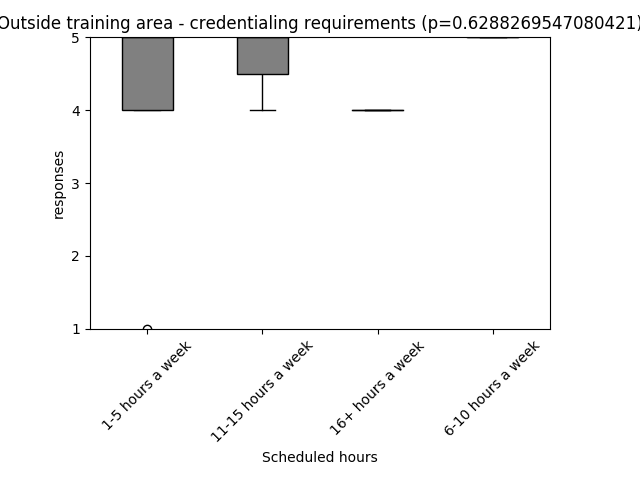 Outside training area - credentialing requirements (p=0.6288269547080421)
5
4
3
2
1
responses
1-5 hours a week
11-15 hours a week
16+ hours a week
6-10 hours a week
Scheduled hours